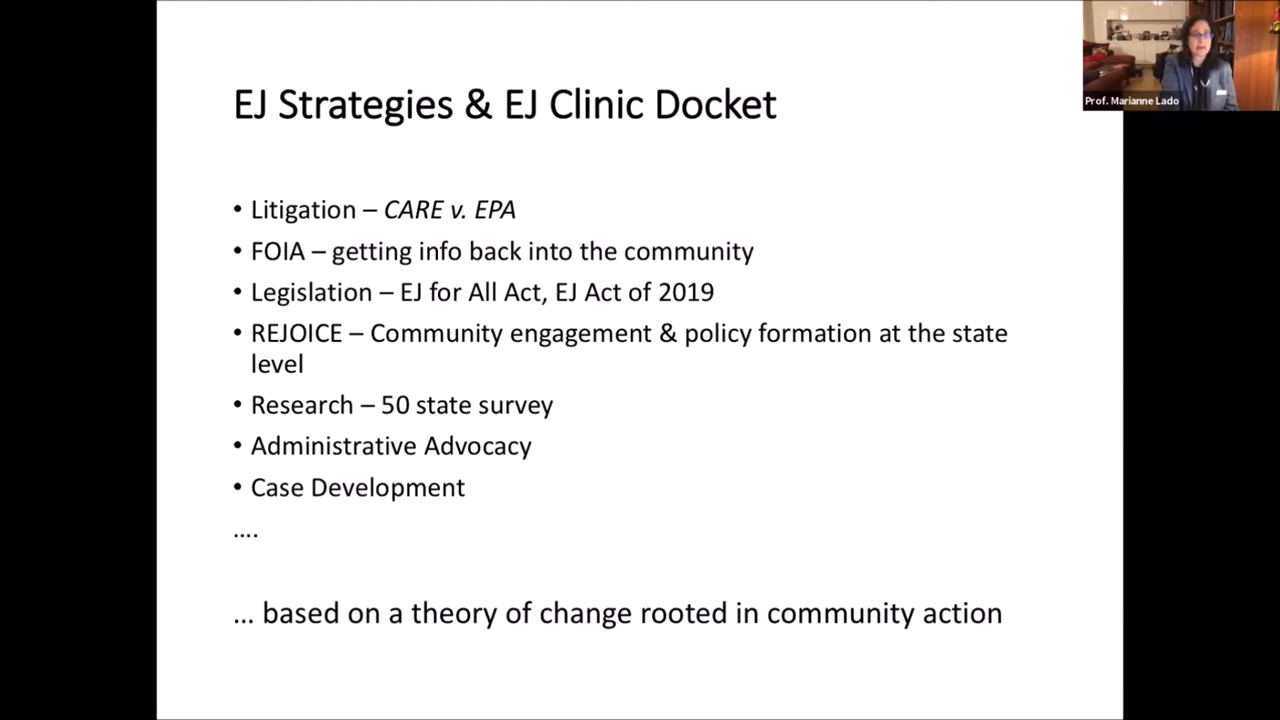 Prof. Marianne Lado
EJ Strategies & EJ Clinic Docket
• Litigation – CARE v. EPA
• FOIA – getting info back into the community
• Legislation – EJ for All Act, EJ Act of 2019
• REJOICE – Community engagement & policy formation at the state
level
• Research – 50 state survey
• Administrative Advocacy
• Case Development
....
... based on a theory of change rooted in community action